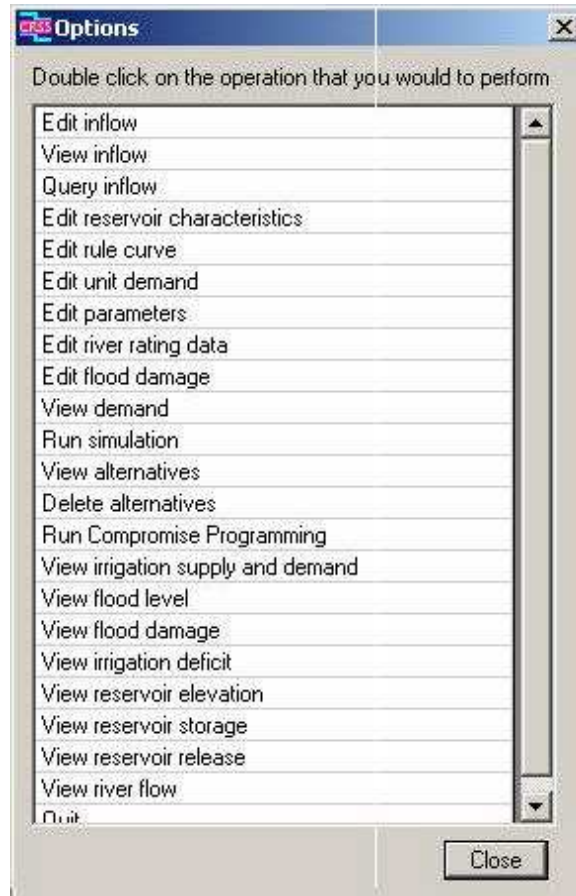 CRSS Options
Double click on the operation that you would to perform
Edit inflow
View inflow
Query inflow
Edit reservoir characteristics
Edit rule curve
Edit unit demand
Edit parameters
Edit river rating data
Edit flood damage
View demand
Run simulation
View alternatives
Delete alternatives
Run Compromise Programming
View irrigation supply and demand
View flood level
View flood damage
View irrigation deficit
View reservoir elevation
View reservoir storage
View reservoir release
View river flow
Quit
Close